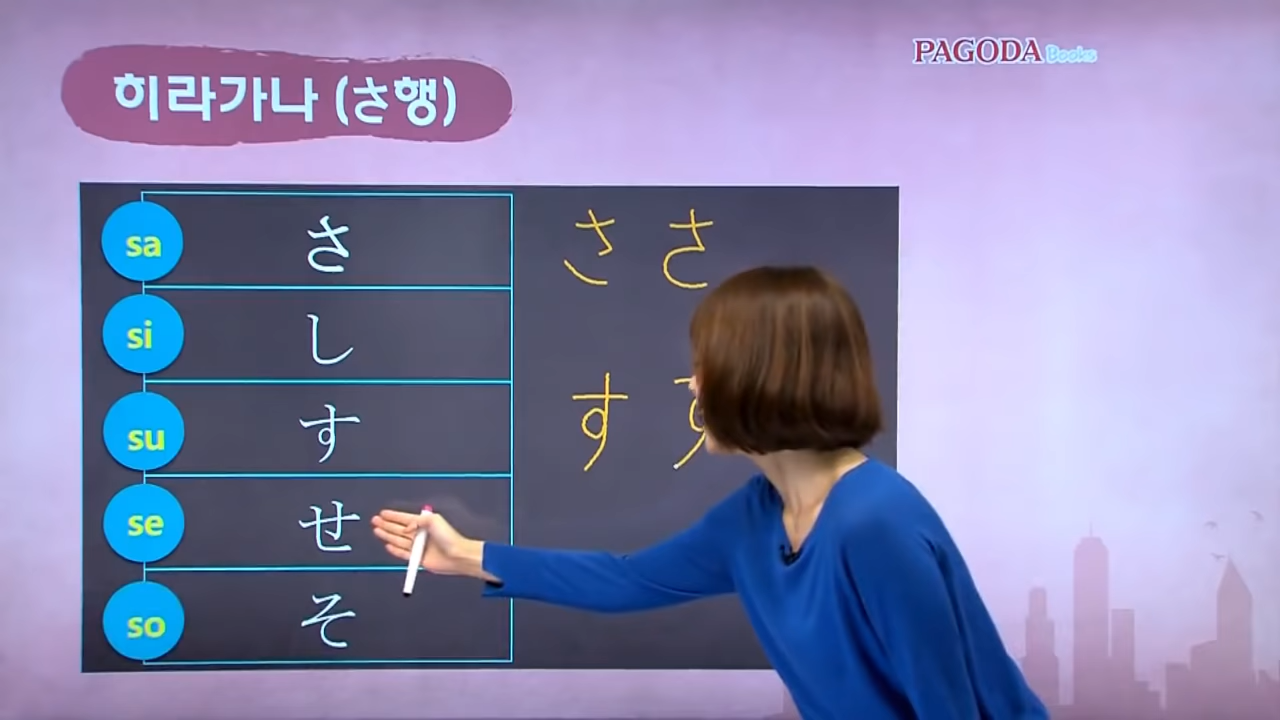 히라가나 (さ행)
PAGODA Books
sa さ さ さ
si し
su す す す
se せ
so そ